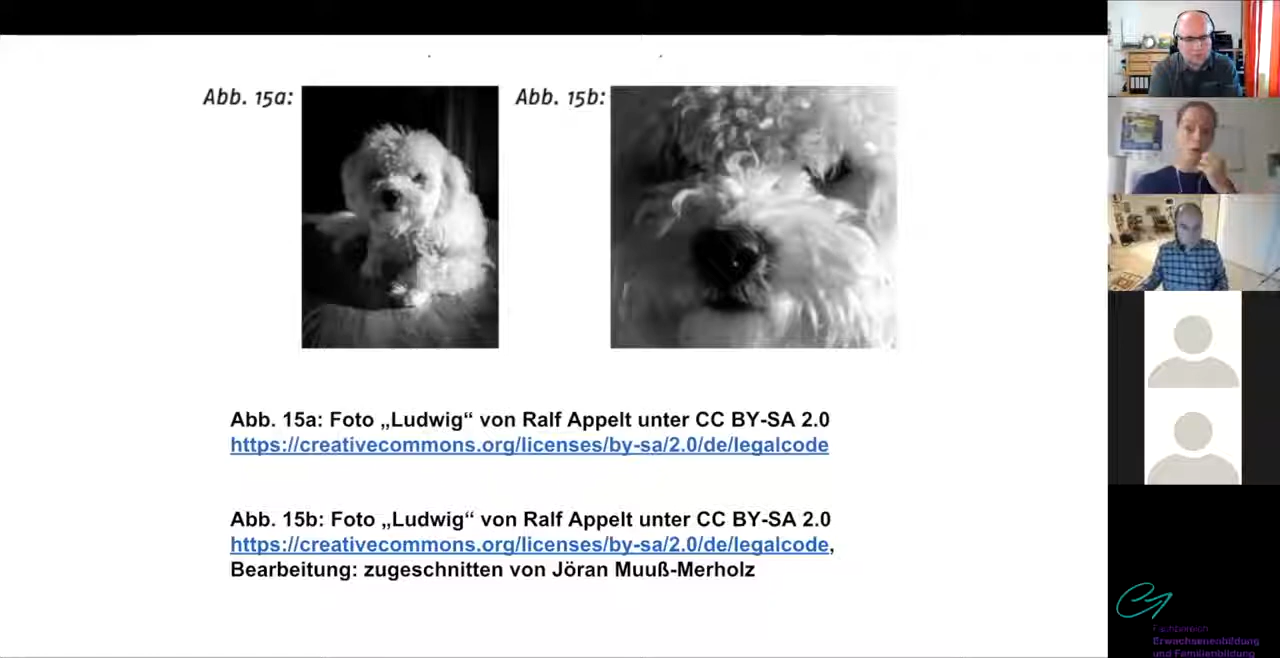 Abb. 15a:
Abb. 15b:
Abb. 15a: Foto „Ludwig“ von Ralf Appelt unter CC BY-SA 2.0
https://creativecommons.org/licenses/by-sa/2.0/de/legalcode
Abb. 15b: Foto „Ludwig“ von Ralf Appelt unter CC BY-SA 2.0
https://creativecommons.org/licenses/by-sa/2.0/de/legalcode,
Bearbeitung: zugeschnitten von Jöran Muuß-Merholz
Fachbereich
Erwachsenenbildung
und Familienbildung